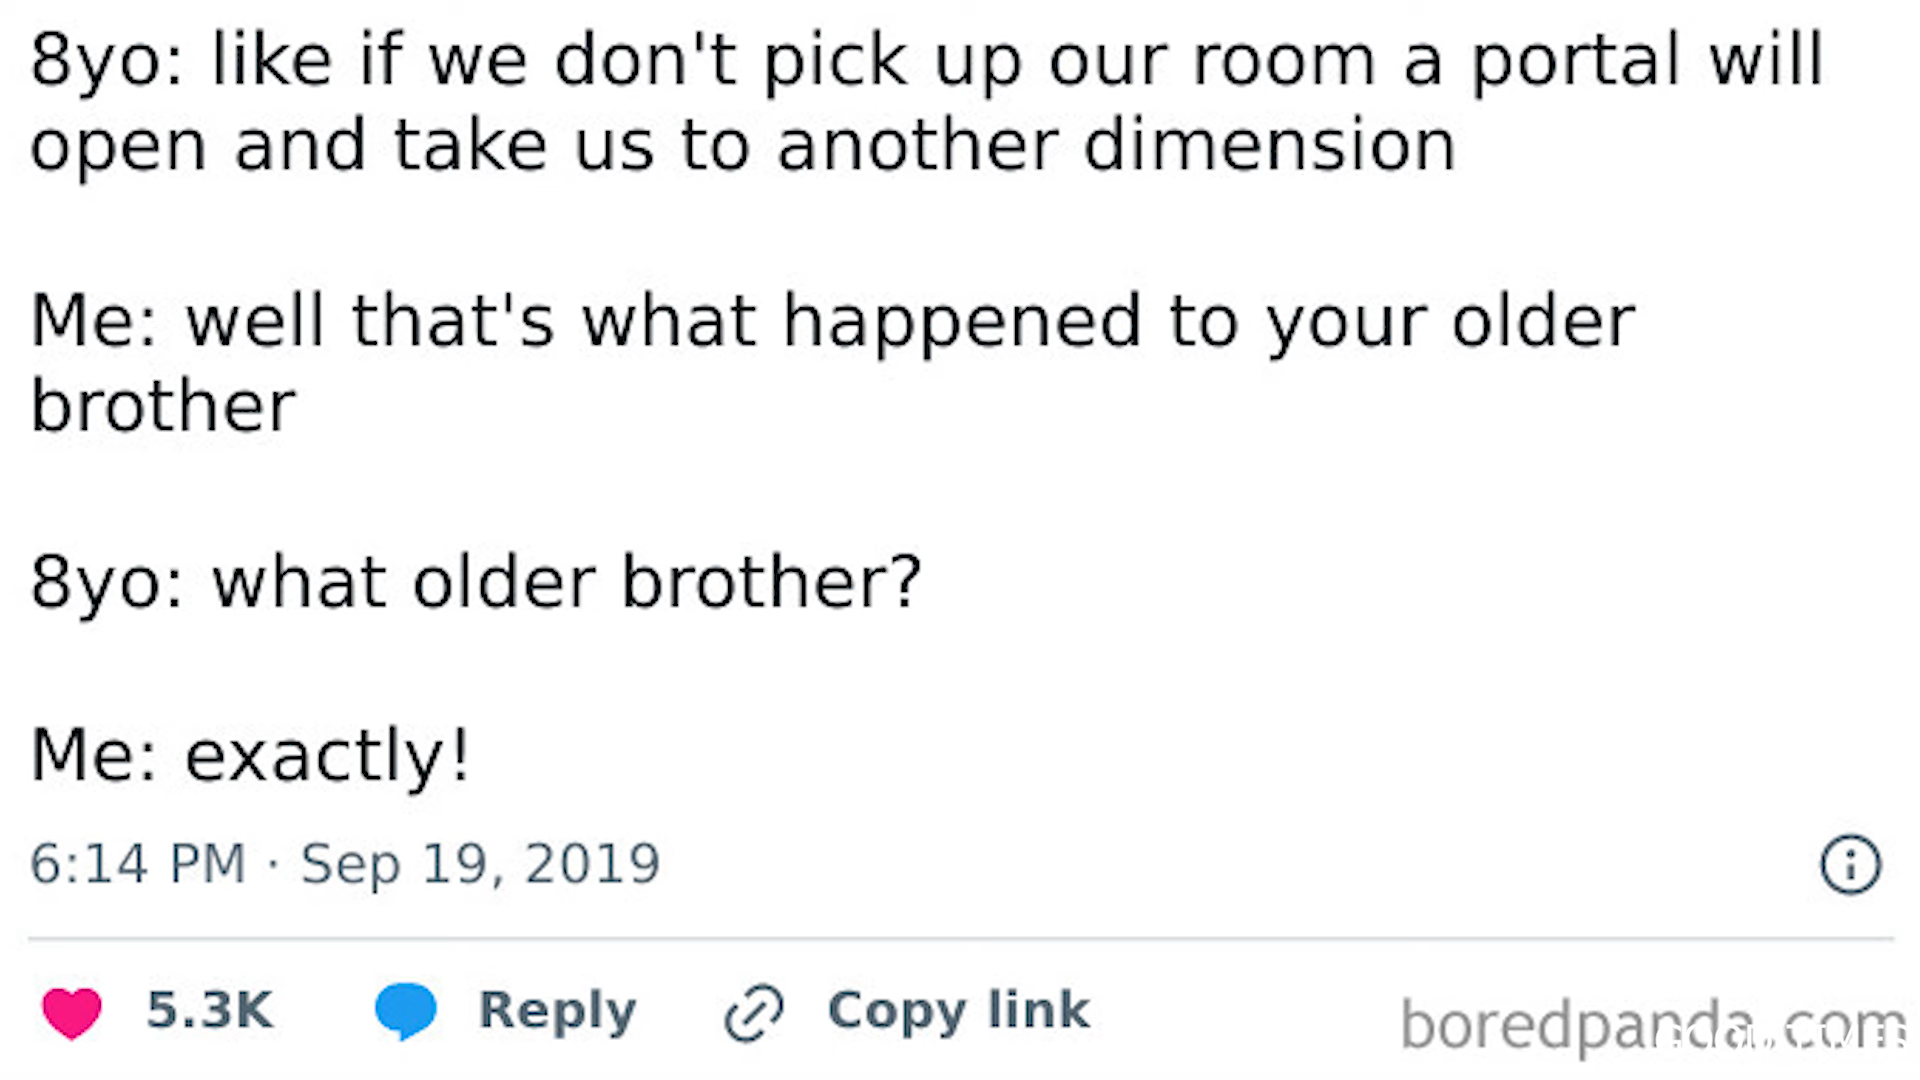 8yo: like if we don't pick up our room a portal will
open and take us to another dimension
Me: well that's what happened to your older
brother
8yo: what older brother?
Me: exactly!
6:14 PM · Sep 19, 2019
5.3K Reply Copy link
boredpanda.com